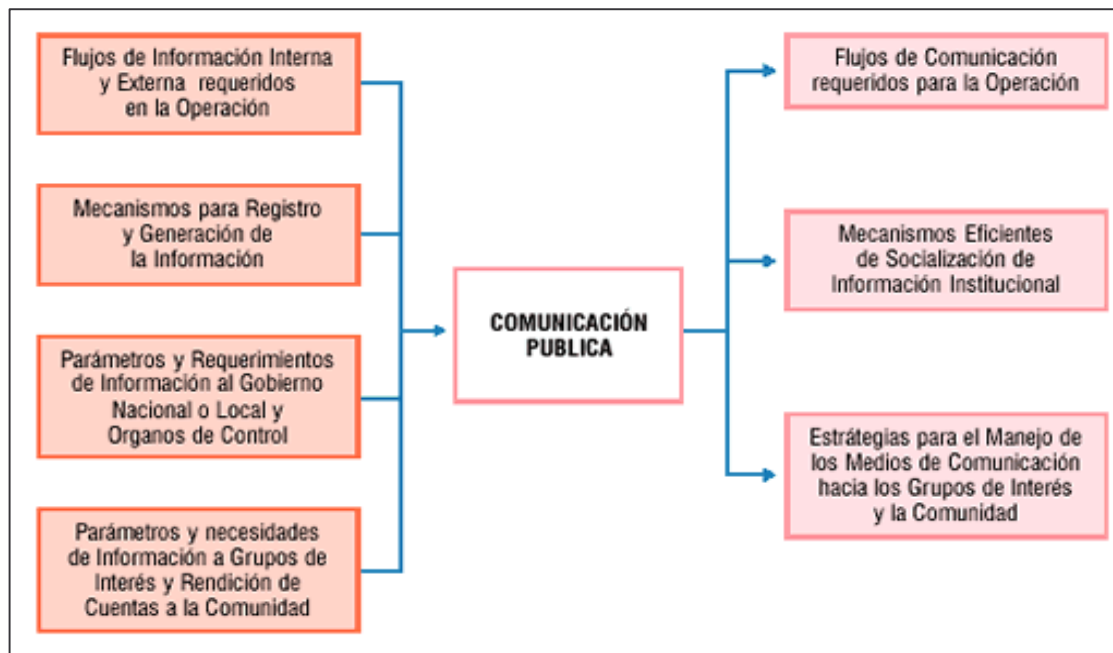 Flujos de Información Interna
y Externa requeridos
en la Operación
Mecanismos para Registro
y Generación de
la Información
Parámetros y Requerimientos
de Información al Gobierno
Nacional o Local y
Organos de Control
Parámetros y necesidades
de Información a Grupos de
Interés y Rendición de
Cuentas a la Comunidad
COMUNICACIÓN
PUBLICA
Flujos de Comunicación
requeridos para la Operación
Mecanismos Eficientes
de Socialización de
Información Institucional
Estrátegias para el Manejo de
los Medios de Comunicación
hacia los Grupos de Interés
y la Comunidad